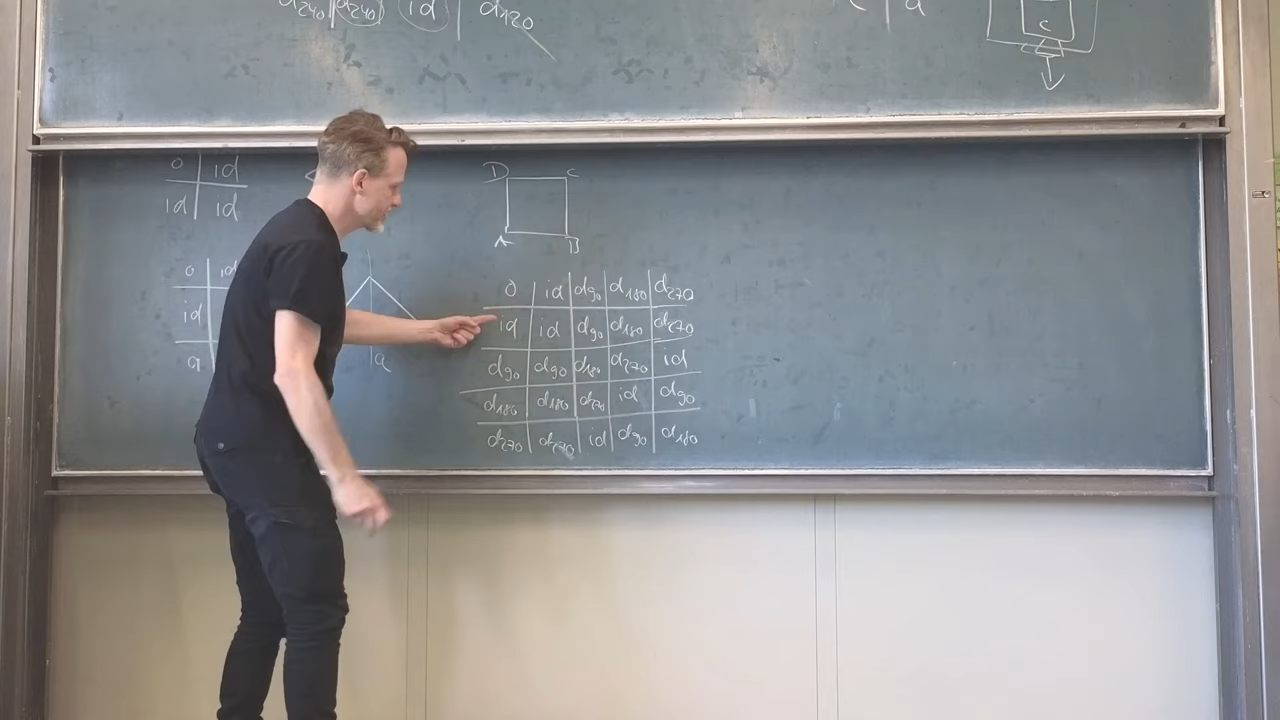 d240 | d240 | id | d120
a
c
o | id
id | id
D C
A B
o | id
id
a
a
o | id | d90 | d180 | d270
id | id | d90 | d180 | d270
d90 | d90 | d180 | d270 | id
d180 | d180 | d270 | id | d90
d270 | d270 | id | d90 | d180